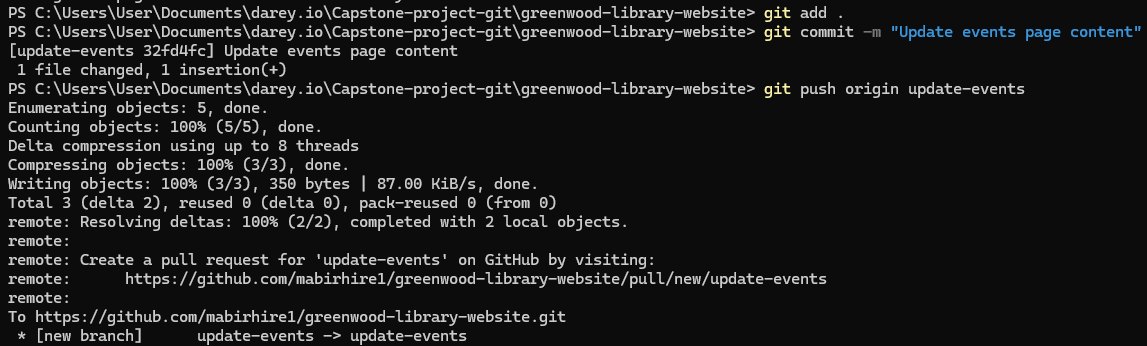 PS C:\Users\User\Documents\darey.io\Capstone-project-git\greenwood-library-website> git add .
PS C:\Users\User\Documents\darey.io\Capstone-project-git\greenwood-library-website> git commit -m "Update events page content"
[update-events 32fd4fc] Update events page content
 1 file changed, 1 insertion(+)
PS C:\Users\User\Documents\darey.io\Capstone-project-git\greenwood-library-website> git push origin update-events
Enumerating objects: 5, done.
Counting objects: 100% (5/5), done.
Delta compression using up to 8 threads
Compressing objects: 100% (3/3), done.
Writing objects: 100% (3/3), 350 bytes | 87.00 KiB/s, done.
Total 3 (delta 2), reused 0 (delta 0), pack-reused 0 (from 0)
remote: Resolving deltas: 100% (2/2), completed with 2 local objects.
remote:
remote: Create a pull request for 'update-events' on GitHub by visiting:
remote:      https://github.com/mabirhire1/greenwood-library-website/pull/new/update-events
remote:
To https://github.com/mabirhire1/greenwood-library-website.git
 * [new branch]      update-events -> update-events